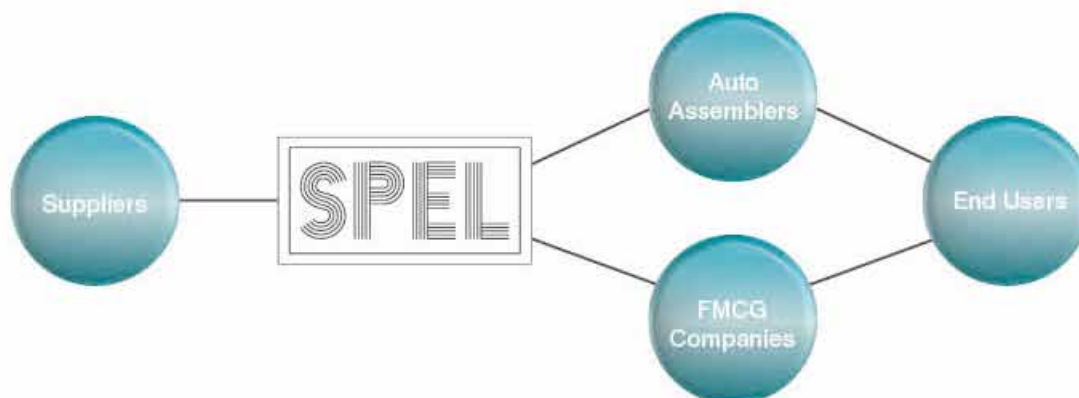 Suppliers
SPEL
Auto
Assemblers
FMCG
Companies
End Users